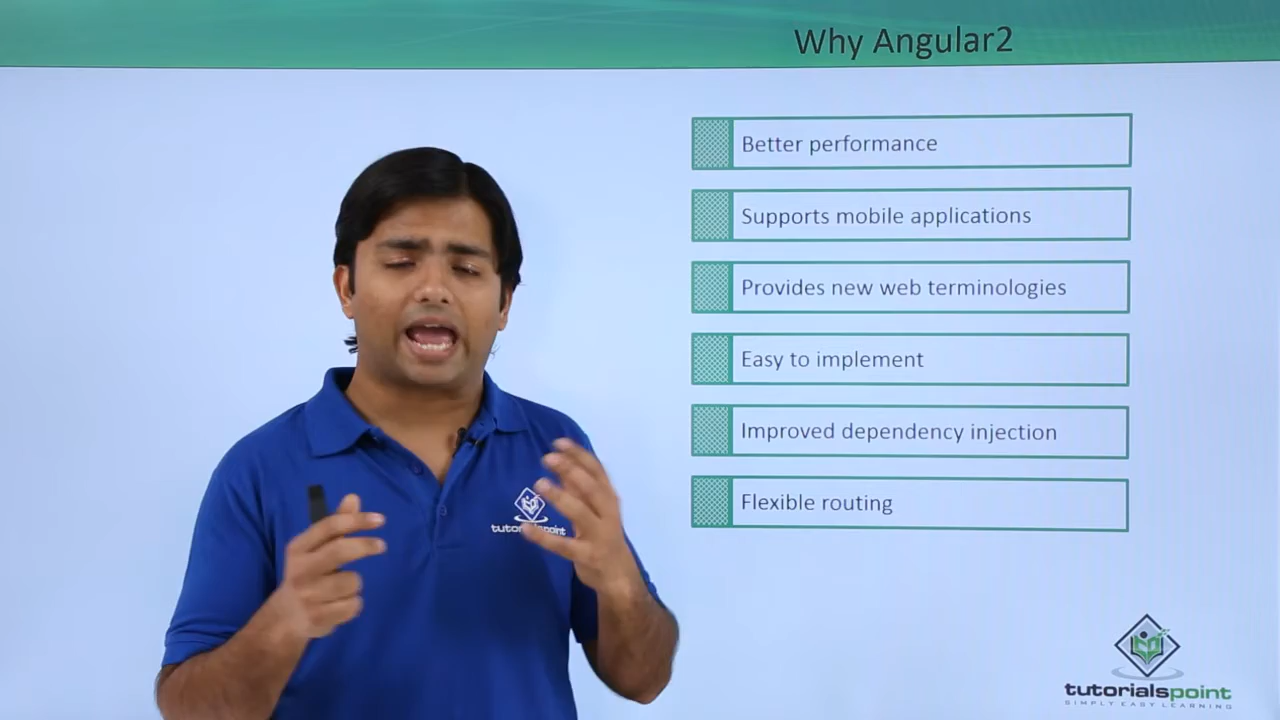 Why Angular2
Better performance
Supports mobile applications
Provides new web terminologies
Easy to implement
Improved dependency injection
Flexible routing
tutorialspoint
tutorialspoint
SIMPLY EASY LEARNING